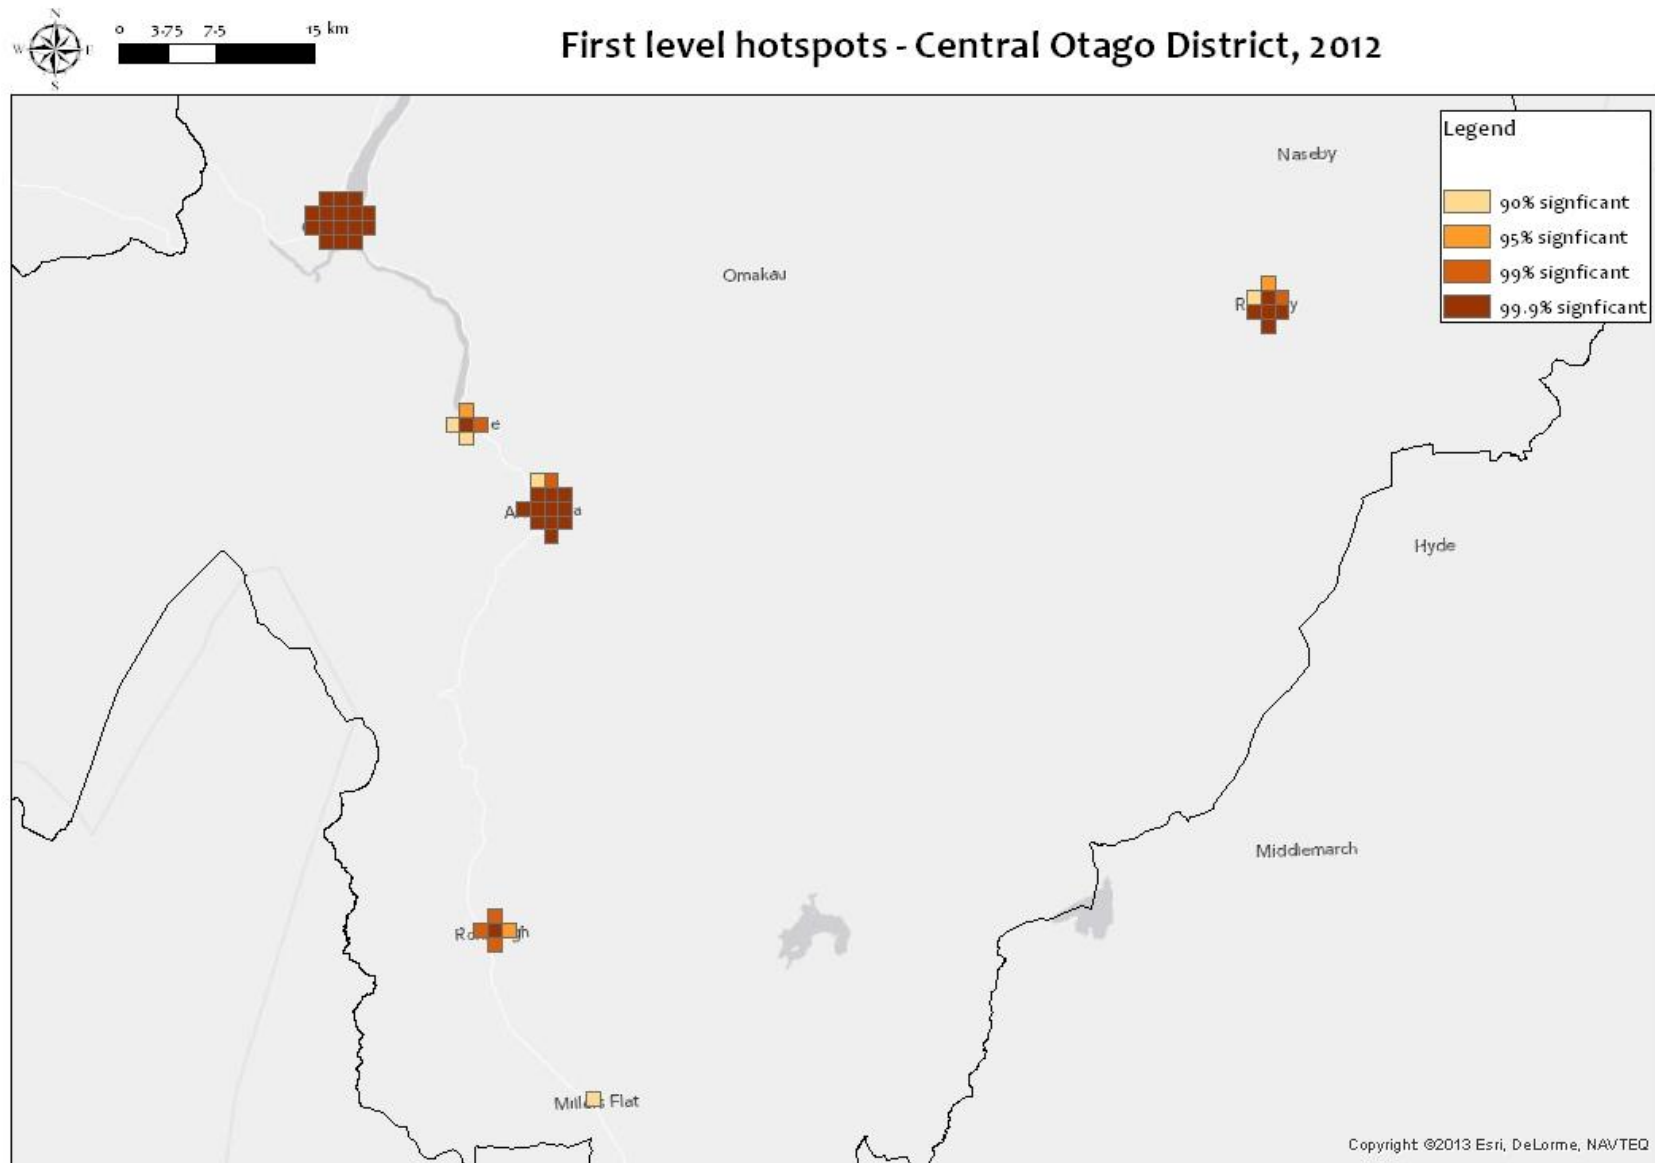 N
W E
S
0 3.75 7.5 15 km
First level hotspots - Central Otago District, 2012
Legend
90% signficant
95% signficant
99% signficant
99.9% signficant
Naseby
Omakau
Hyde
Middlemarch
Flat
Copyright ©2013 Esri, DeLorme, NAVTEQ